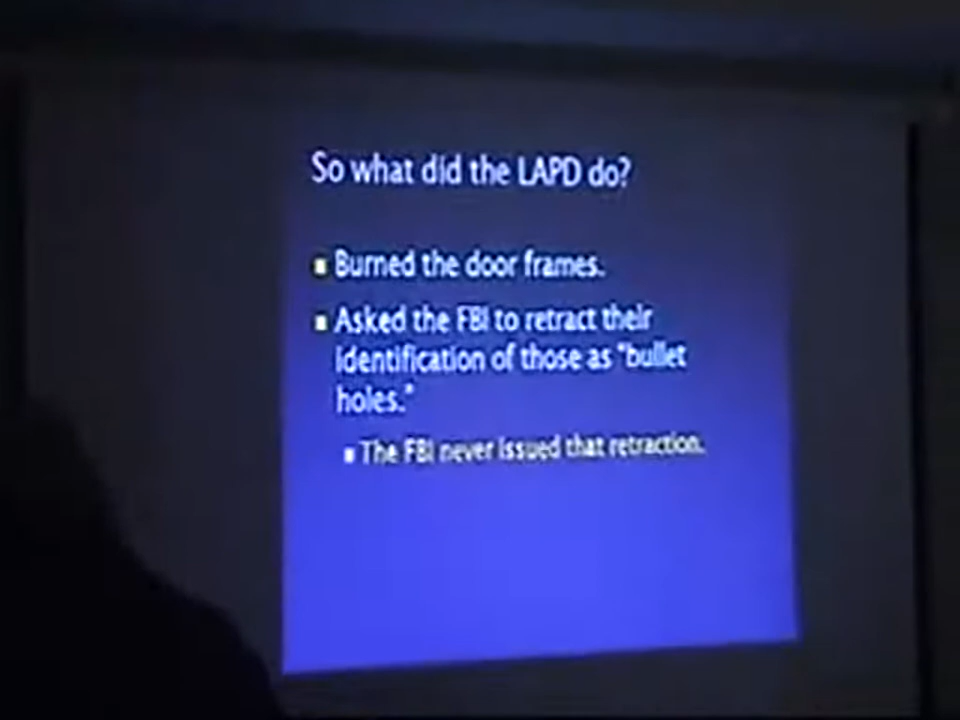 So what did the LAPD do?
▪ Burned the door frames.
▪ Asked the FBI to retract their
identification of those as "bullet
holes."
▪ The FBI never issued that retraction.